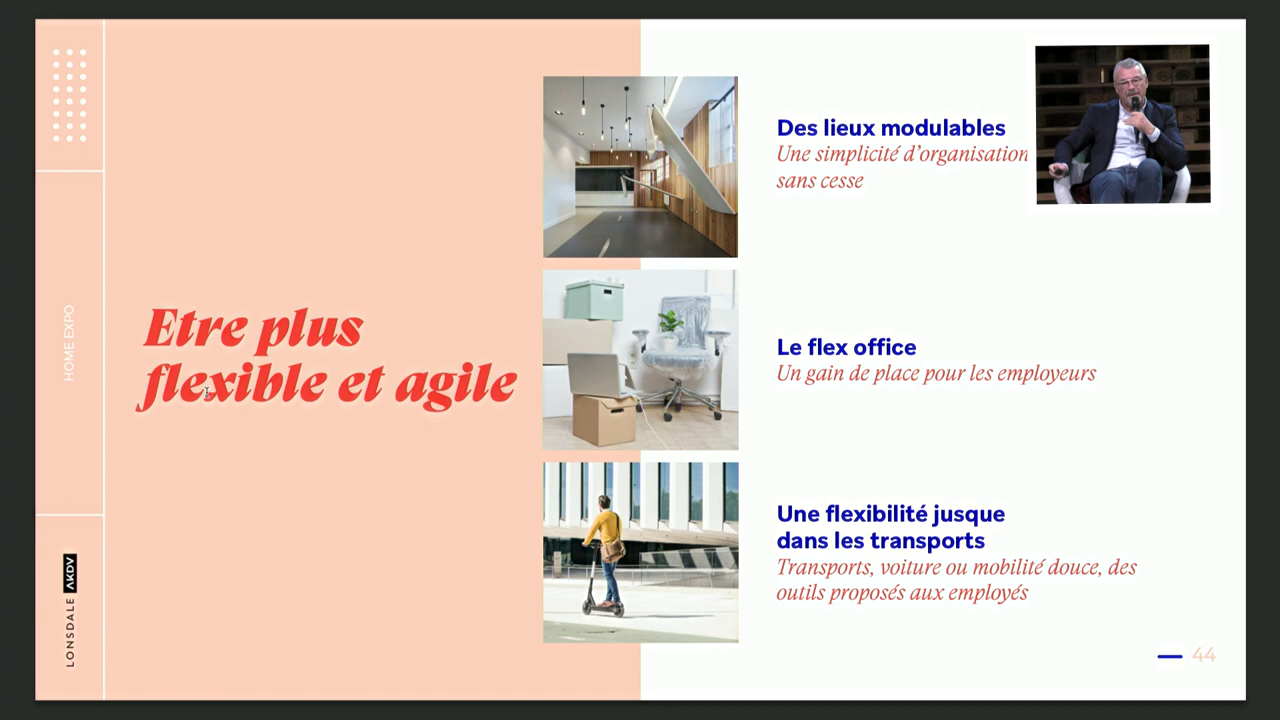 HOME EXPO
LONSDALE AKDV
Etre plus
flexible et agile
Des lieux modulables
Une simplicité d’organisation
sans cesse
Le flex office
Un gain de place pour les employeurs
Une flexibilité jusque
dans les transports
Transports, voiture ou mobilité douce, des
outils proposés aux employés
44